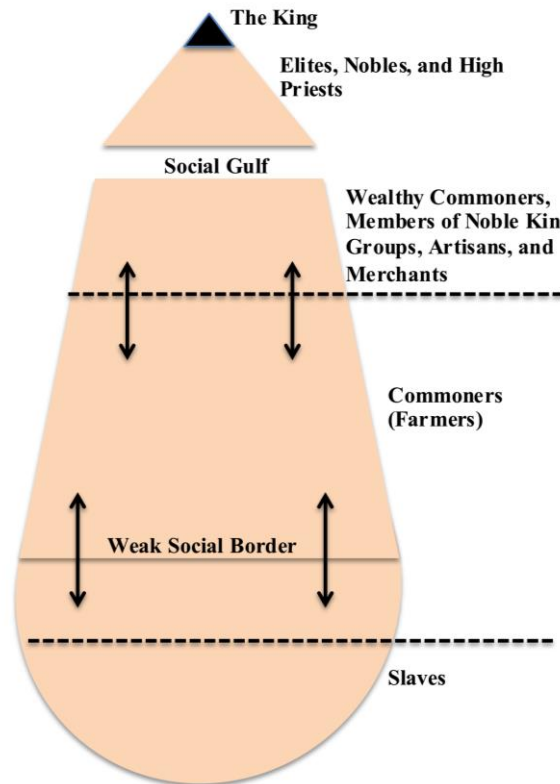 The King
Elites, Nobles, and High
Priests
Social Gulf
Wealthy Commoners,
Members of Noble Kin
Groups, Artisans, and
Merchants
Commoners
(Farmers)
Weak Social Border
Slaves